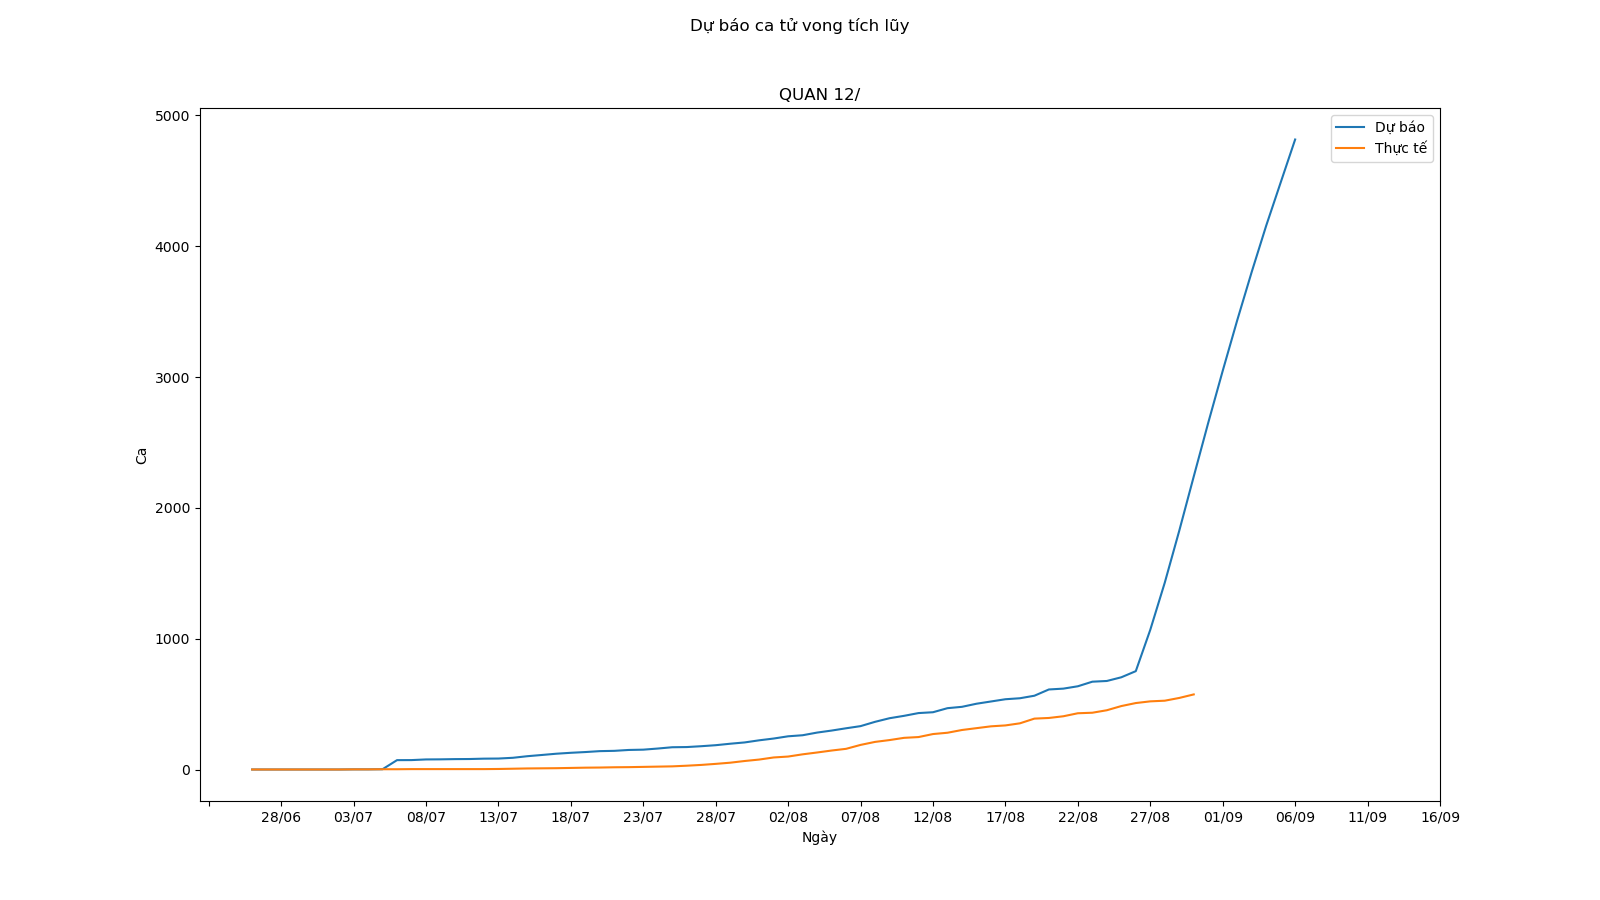 Dự báo ca tử vong tích lũy
QUAN 12/
5000
4000
3000
2000
1000
0
Ca
Dự báo
Thực tế
28/06 03/07 08/07 13/07 18/07 23/07 28/07 02/08 07/08 12/08 17/08 22/08 27/08 01/09 06/09 11/09 16/09
Ngày